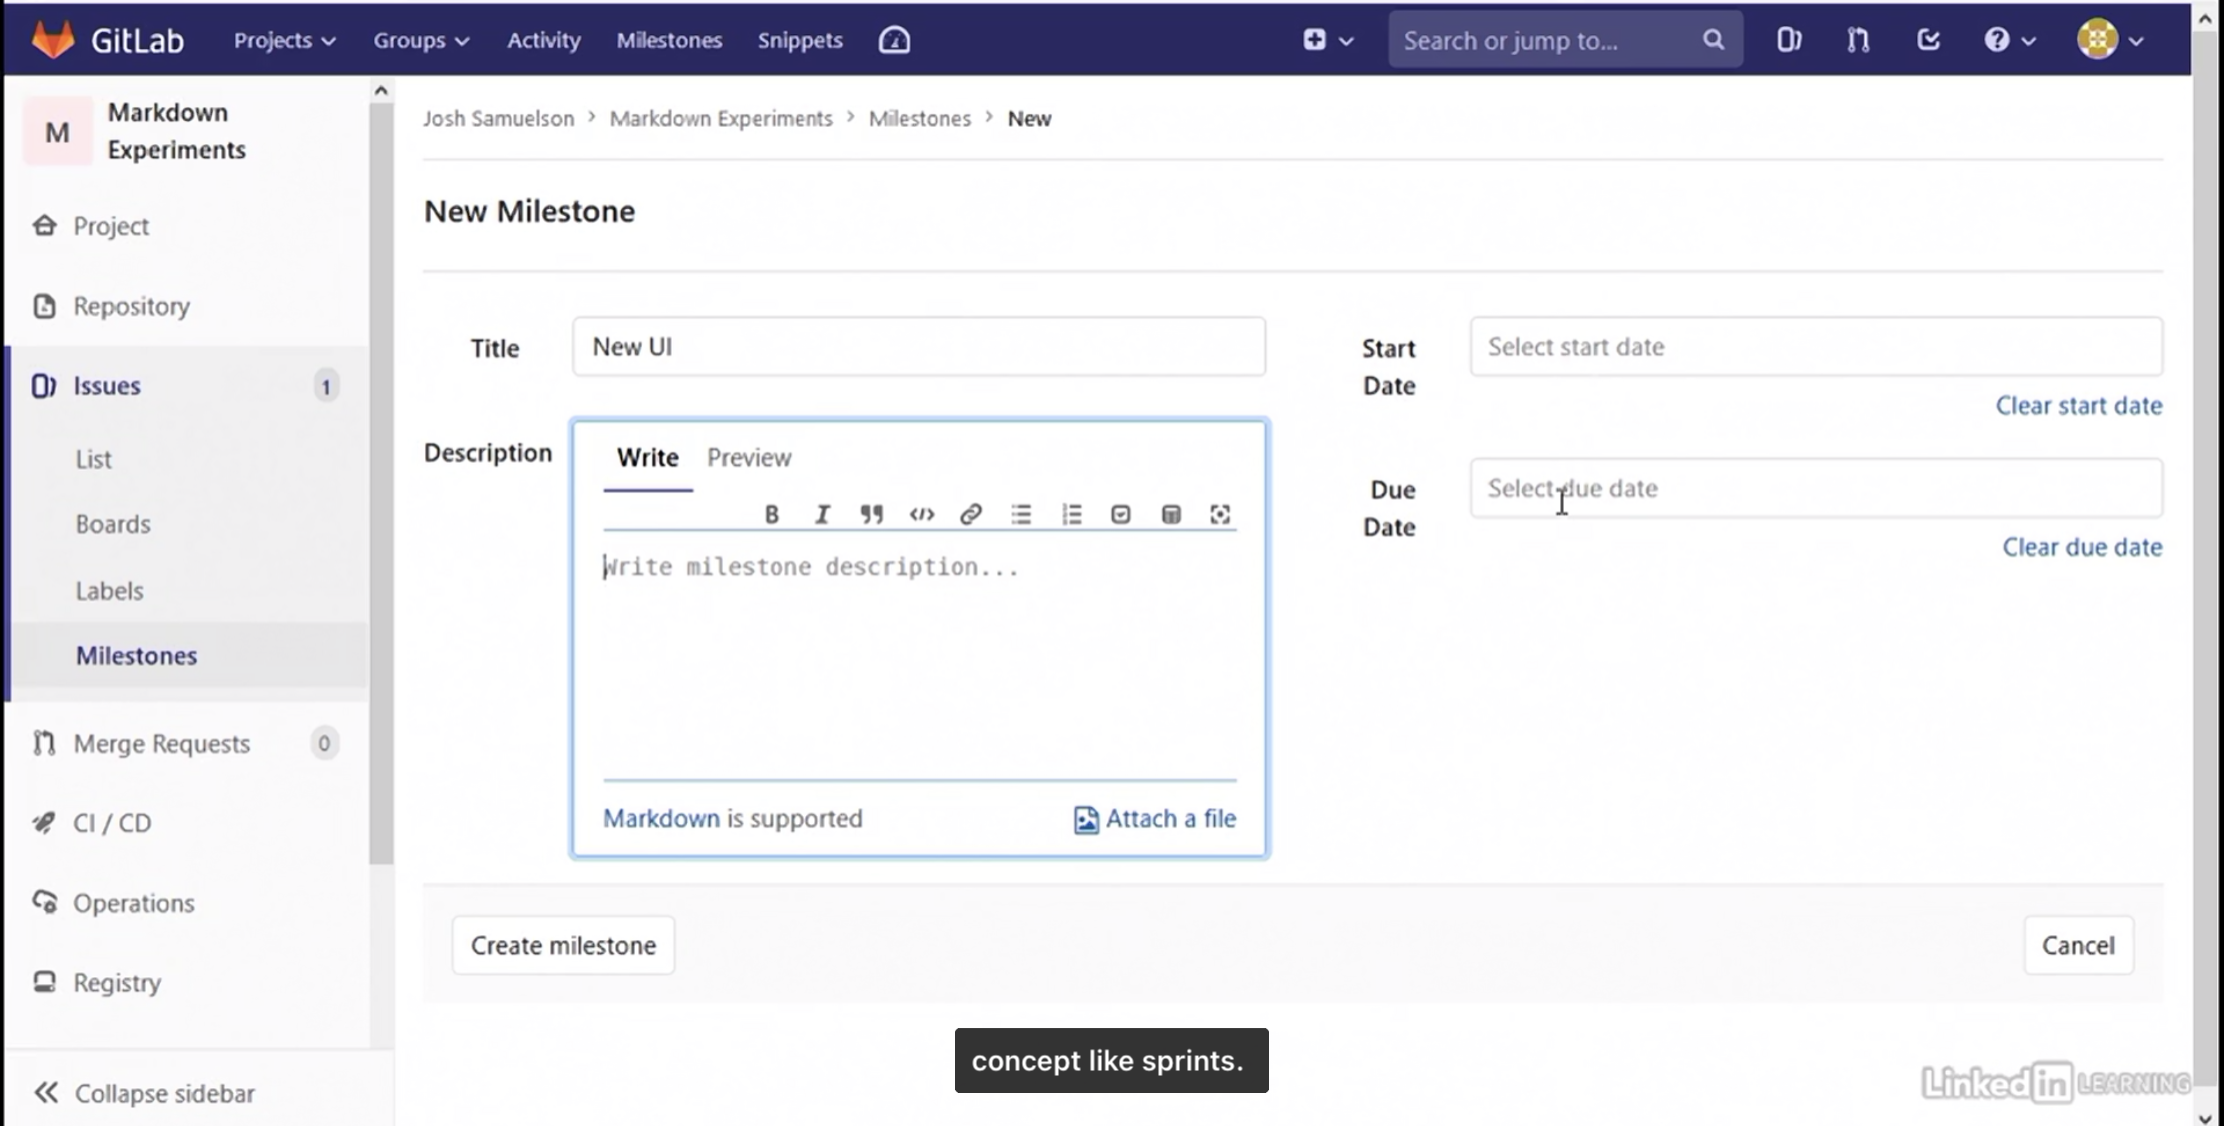 GitLab Projects Groups Activity Milestones Snippets Search or jump to...
M Markdown Experiments
Project
Repository
Issues 1
List
Boards
Labels
Milestones
Merge Requests 0
CI / CD
Operations
Registry
Collapse sidebar
Josh Samuelson > Markdown Experiments > Milestones > New
New Milestone
Title New UI
Description
Write Preview
Write milestone description...
Markdown is supported Attach a file
Start Date Select start date
Clear start date
Due Date Select due date
Clear due date
Create milestone Cancel
concept like sprints.
LinkedIn LEARNING